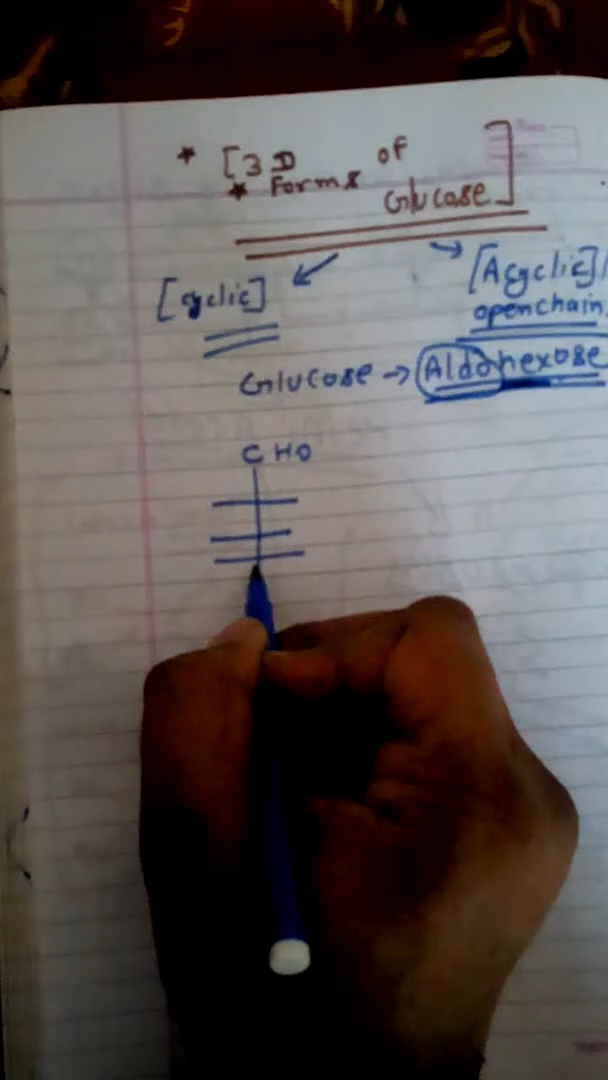 * [3D of
* Forms Glucose]
[cyclic] [Acyclic]/
openchain
Glucose → Aldohexose
CHO